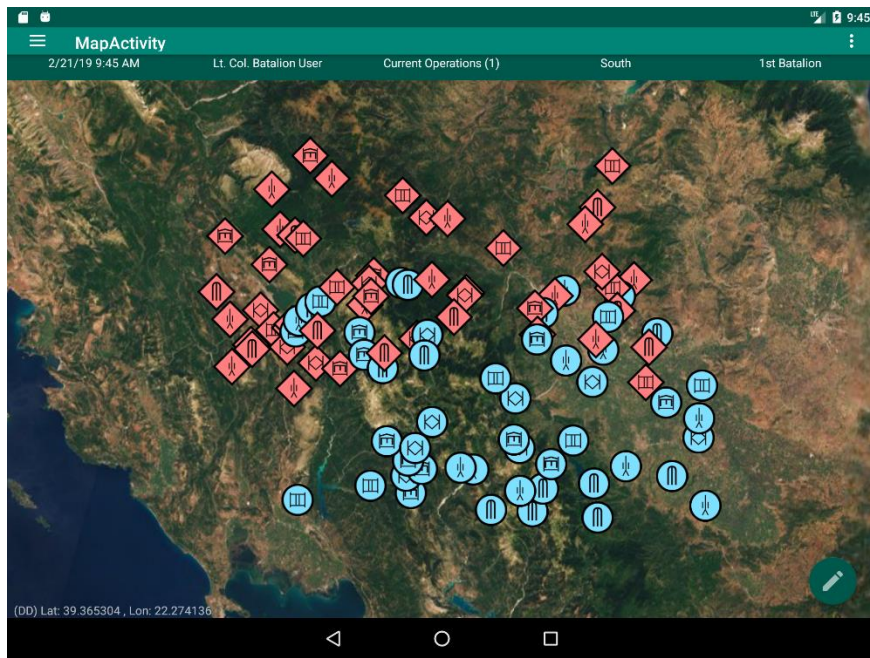 LTE 9:45
MapActivity
2/21/19 9:45 AM Lt. Col. Batalion User Current Operations (1) South 1st Batalion
(DD) Lat: 39.365304 , Lon: 22.274136